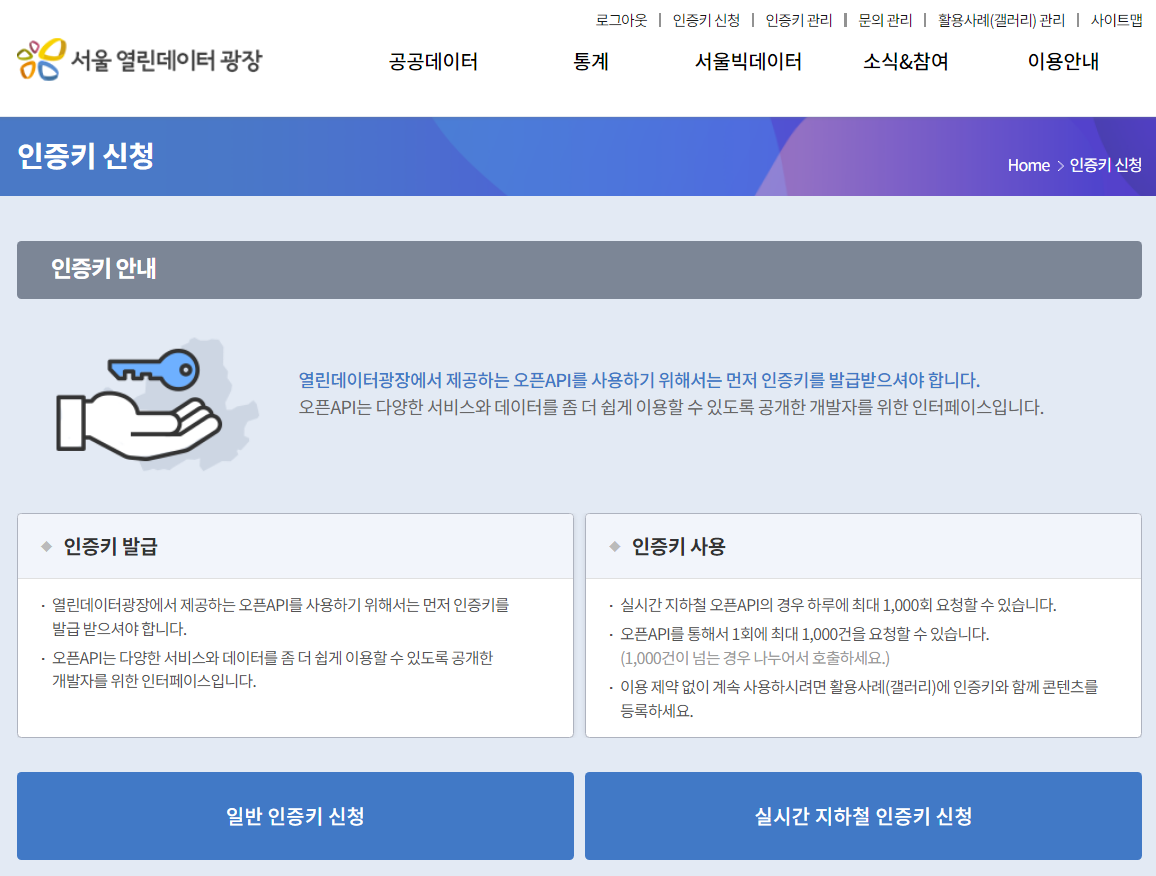 로그아웃 | 인증키 신청 | 인증키 관리 | 문의 관리 | 활용사례(갤러리) 관리 | 사이트맵
서울 열린데이터 광장
공공데이터 통계 서울빅데이터 소식&참여 이용안내
인증키 신청
Home > 인증키 신청
인증키 안내
열린데이터광장에서 제공하는 오픈API를 사용하기 위해서는 먼저 인증키를 발급받으셔야 합니다.
오픈API는 다양한 서비스와 데이터를 좀 더 쉽게 이용할 수 있도록 공개한 개발자를 위한 인터페이스입니다.
인증키 발급
· 열린데이터광장에서 제공하는 오픈API를 사용하기 위해서는 먼저 인증키를
발급 받으셔야 합니다.
· 오픈API는 다양한 서비스와 데이터를 좀 더 쉽게 이용할 수 있도록 공개한
개발자를 위한 인터페이스입니다.
인증키 사용
· 실시간 지하철 오픈API의 경우 하루에 최대 1,000회 요청할 수 있습니다.
· 오픈API를 통해서 1회에 최대 1,000건을 요청할 수 있습니다.
(1,000건이 넘는 경우 나누어서 호출하세요.)
· 이용 제약 없이 계속 사용하시려면 활용사례(갤러리)에 인증키와 함께 콘텐츠를
등록하세요.
일반 인증키 신청
실시간 지하철 인증키 신청